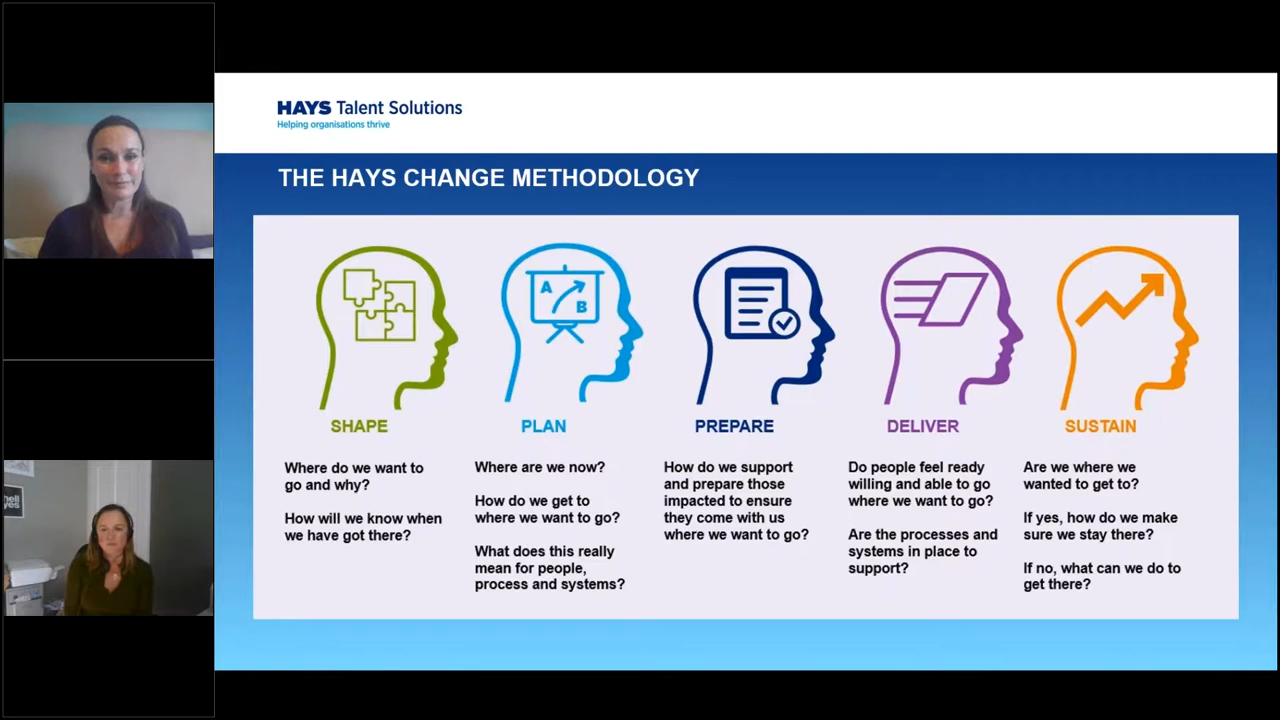 HAYS Talent Solutions
Helping organisations thrive
THE HAYS CHANGE METHODOLOGY
A
B
SHAPE
Where do we want to
go and why?
How will we know when
we have got there?
PLAN
Where are we now?
How do we get to
where we want to go?
What does this really
mean for people,
process and systems?
PREPARE
How do we support
and prepare those
impacted to ensure
they come with us
where we want to go?
DELIVER
Do people feel ready
willing and able to go
where we want to go?
Are the processes and
systems in place to
support?
SUSTAIN
Are we where we
wanted to get to?
If yes, how do we make
sure we stay there?
If no, what can we do to
get there?
hell
yes